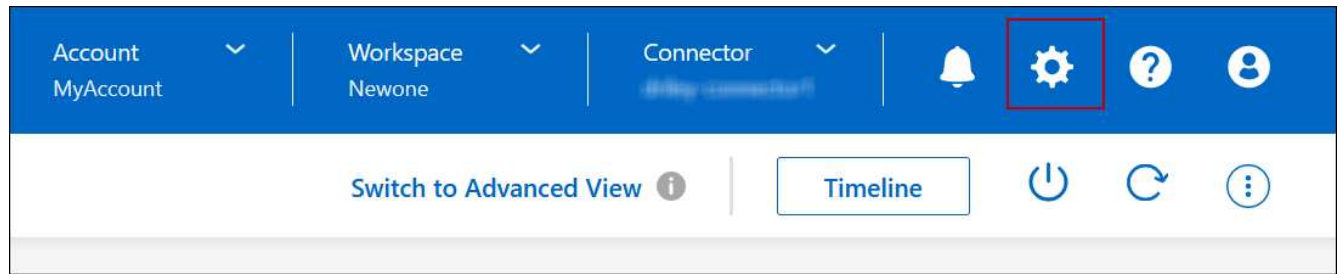 Account
MyAccount
Workspace
Newone
Connector
Switch to Advanced View
Timeline